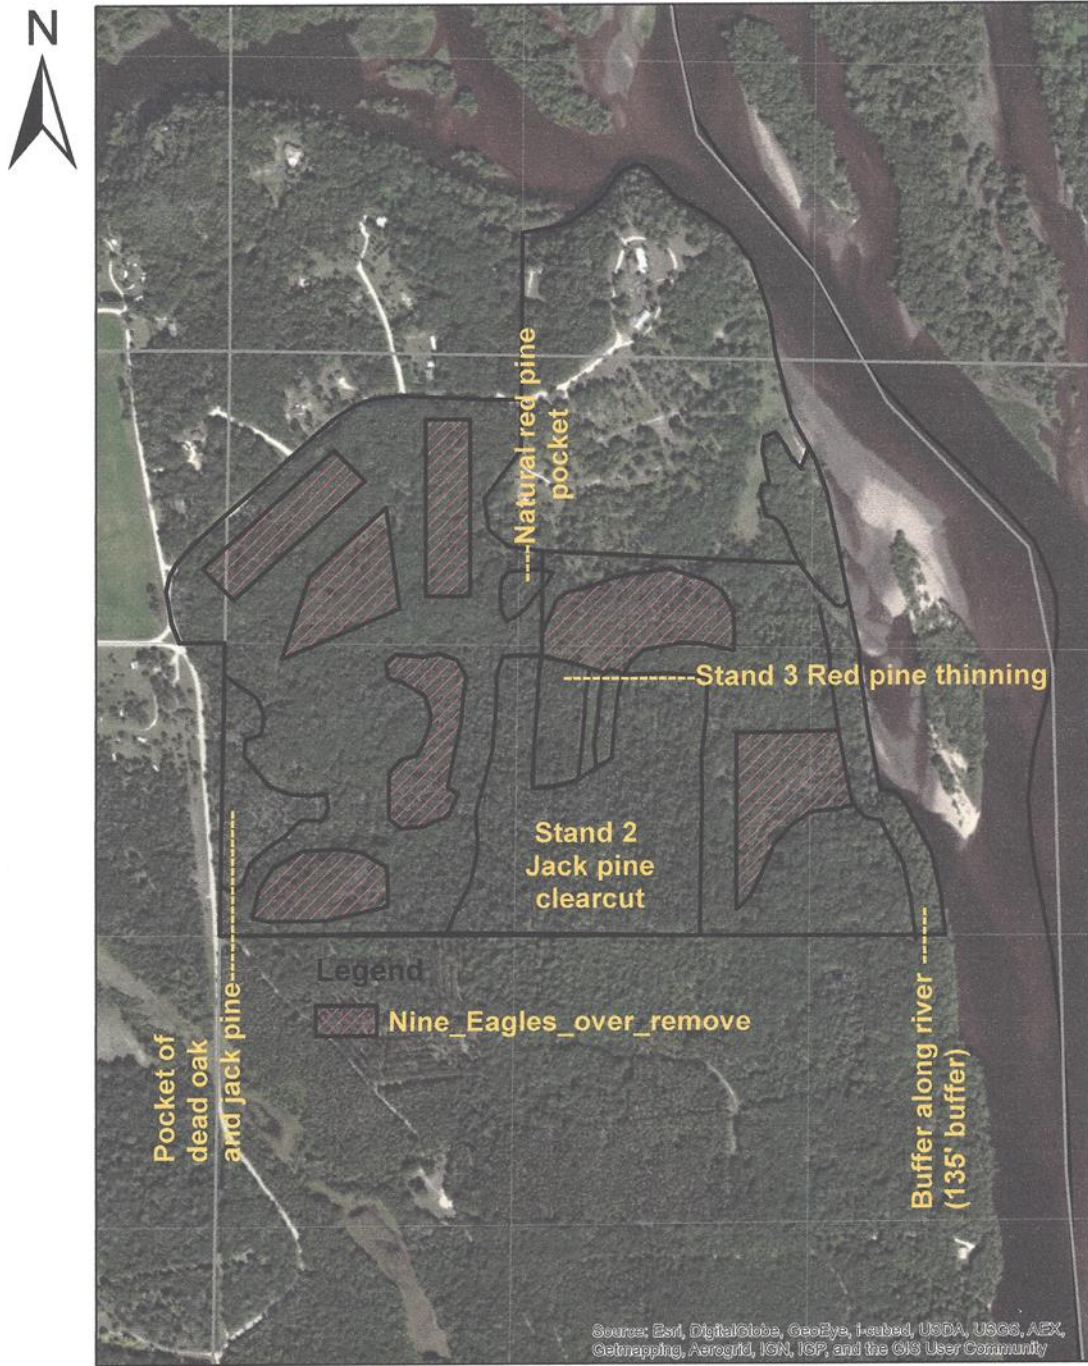 N
----Natural red pine
pocket
--------------Stand 3 Red pine thinning
Stand 2
Jack pine
clearcut
Legend
Nine_Eagles_over_remove
Pocket of
dead oak
and jack pine------------------
Buffer along river ------
(135' buffer)
Source: Esri, DigitalGlobe, GeoEye, i-cubed, USDA, USGS, AEX,
Getmapping, Aerogrid, IGN, IGP, and the GIS User Community